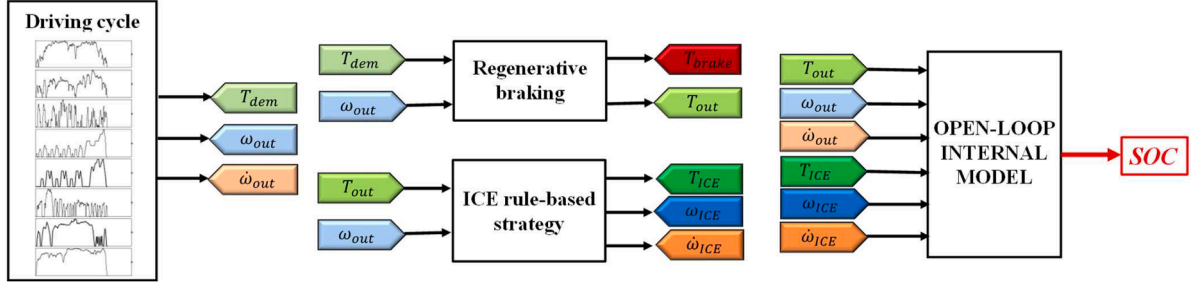 Driving cycle
T_dem
ω_out
ω̇_out
T_dem
ω_out
Regenerative
braking
T_brake
T_out
T_out
ω_out
ICE rule-based
strategy
T_ICE
ω_ICE
ω̇_ICE
T_out
ω_out
ω̇_out
T_ICE
ω_ICE
ω̇_ICE
OPEN-LOOP
INTERNAL
MODEL
SOC